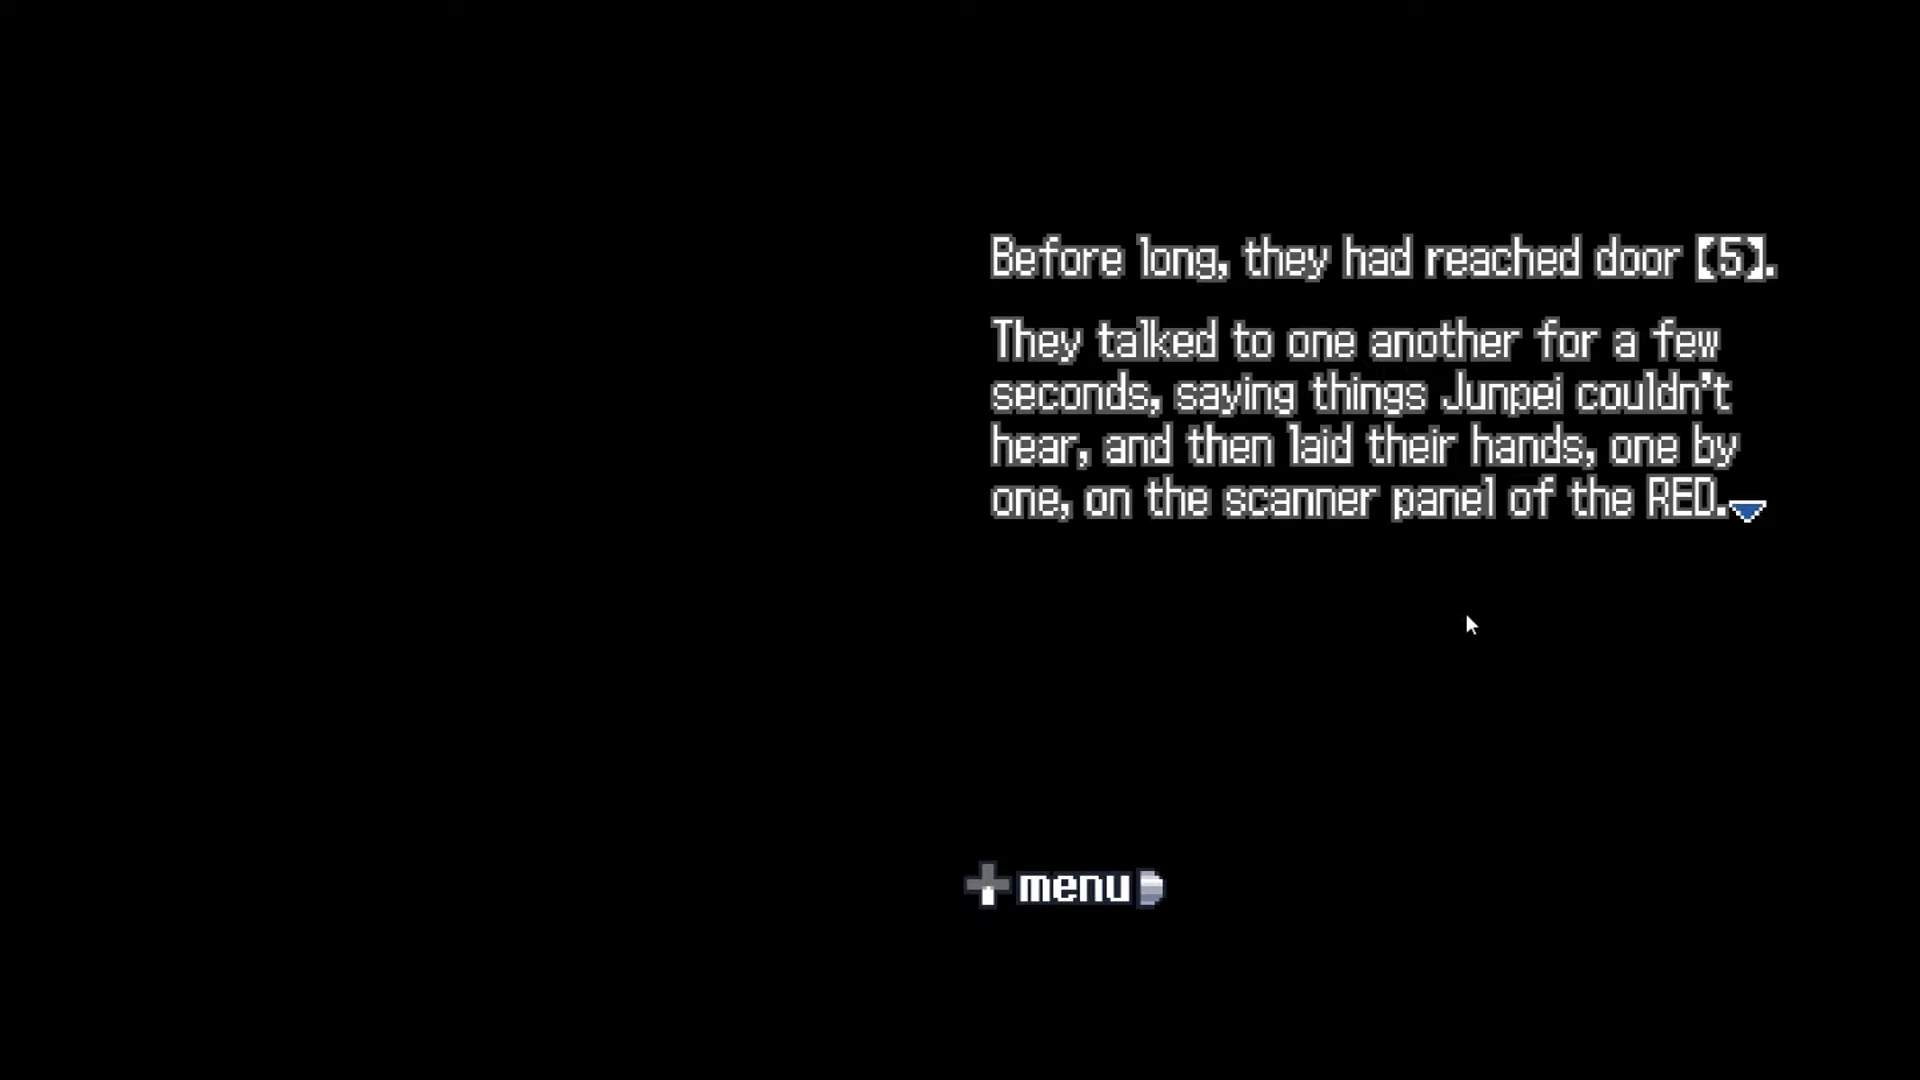 Before long, they had reached door 【5】.
They talked to one another for a few
seconds, saying things Junpei couldn't
hear, and then laid their hands, one by
one, on the scanner panel of the RED.
menu